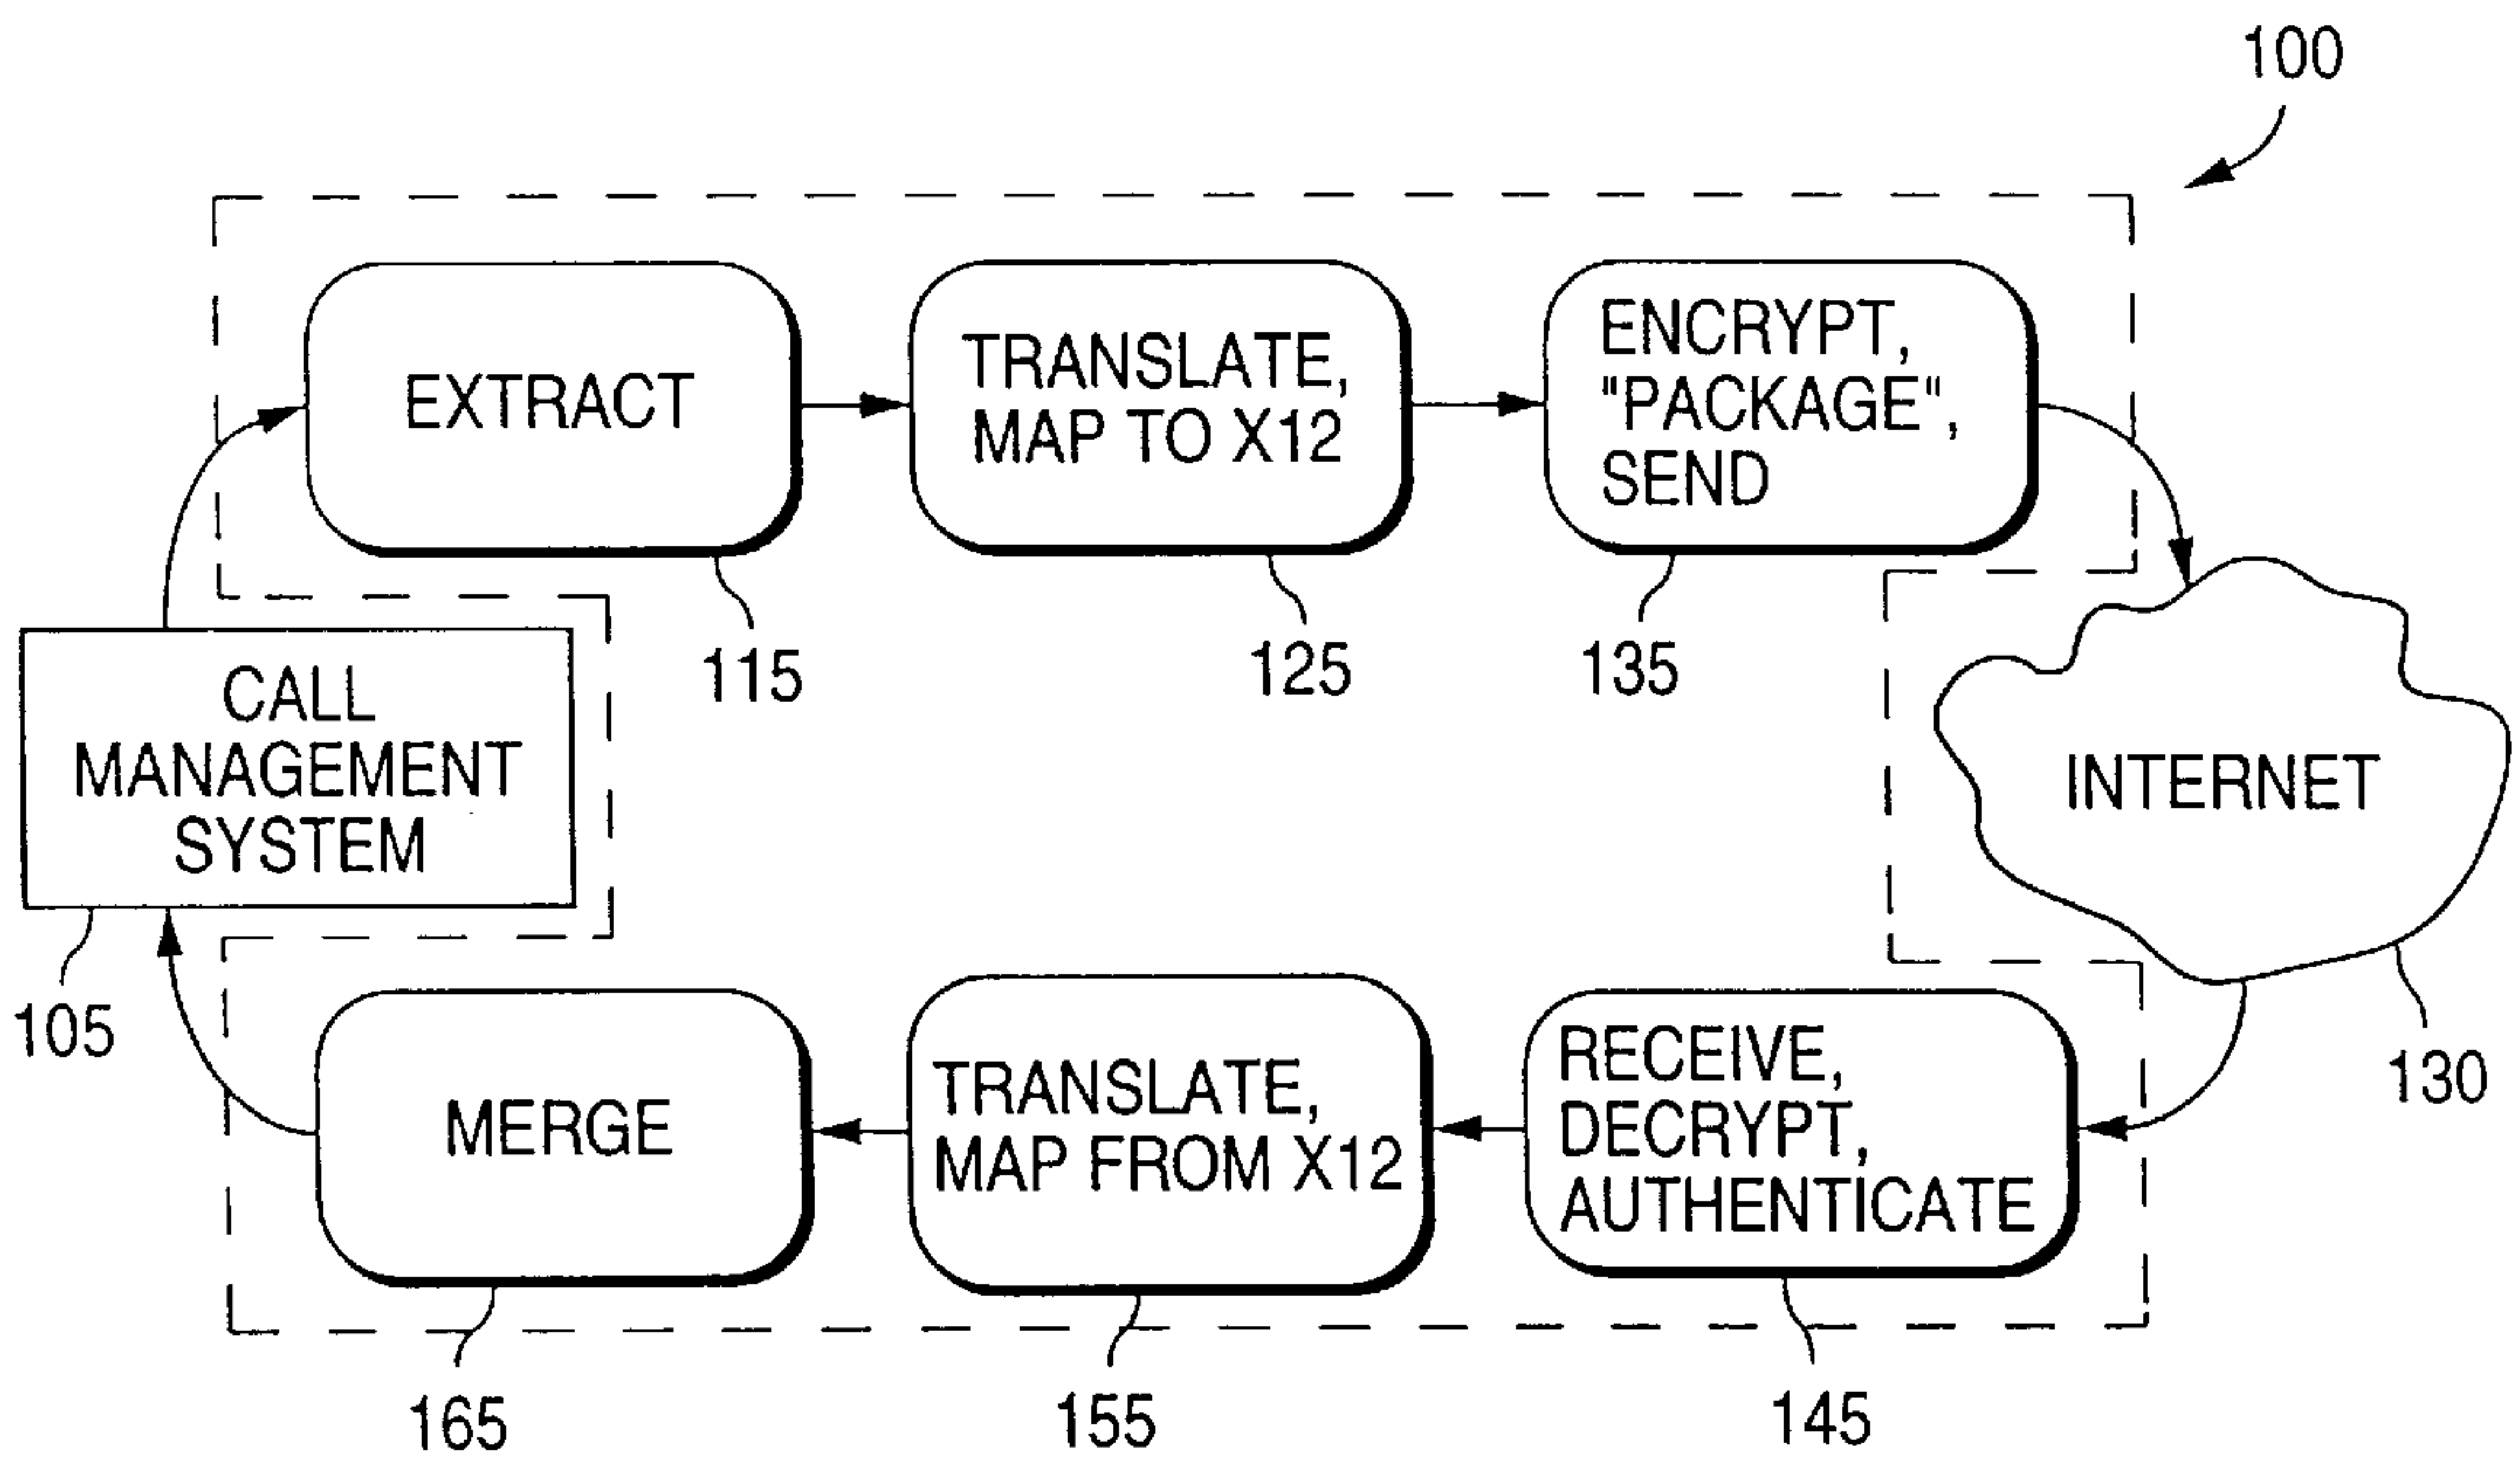 100
EXTRACT
TRANSLATE,
MAP TO X12
ENCRYPT,
"PACKAGE",
SEND
115
125
135
CALL
MANAGEMENT
SYSTEM
INTERNET
105
130
MERGE
TRANSLATE,
MAP FROM X12
RECEIVE,
DECRYPT,
AUTHENTICATE
165
155
145